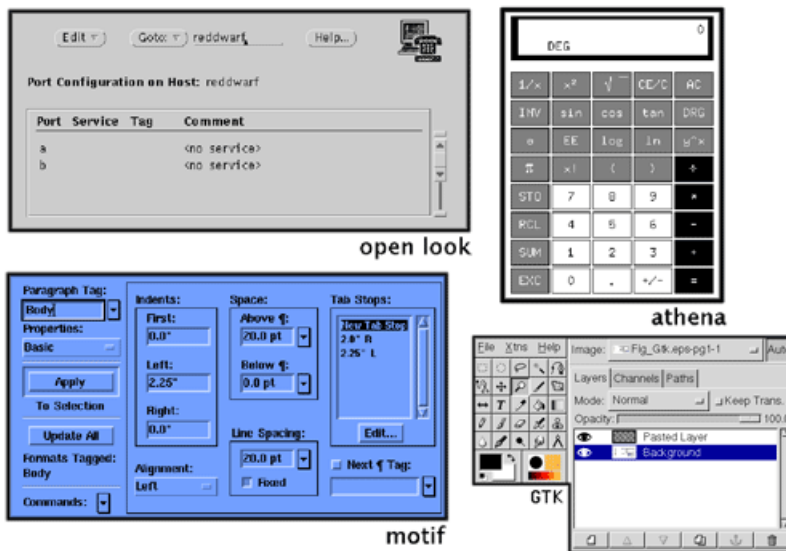 Edit Goto: reddwarf Help...
Port Configuration on Host: reddwarf
Port Service Tag Comment
a <no service>
b <no service>
open look
0
DEG
1/x x² √ CE/C AC
INV sin cos tan DRG
e EE log ln y^x
π x! ( ) ÷
STO 7 8 9 *
RCL 4 5 6 -
SUM 1 2 3 +
EXC 0 . +/- =
athena
Paragraph Tag:
Body
Properties:
Basic
Apply
To Selection
Update All
Formats Tagged:
Body
Commands:
Indents:
First:
0.0"
Left:
2.25"
Right:
0.0"
Alignment:
Left
Space:
Above ¶:
20.0 pt
Below ¶:
0.0 pt
Line Spacing:
20.0 pt
Fixed
Tab Stops:
New Tab Stop
2.0" R
2.25" L
Edit...
Next ¶ Tag:
motif
File Xtns Help
GTK
Image: Fig_Gtk.eps-pg1-1 Auto
Layers Channels Paths
Mode: Normal Keep Trans.
Opacity: 100.0
Pasted Layer
Background